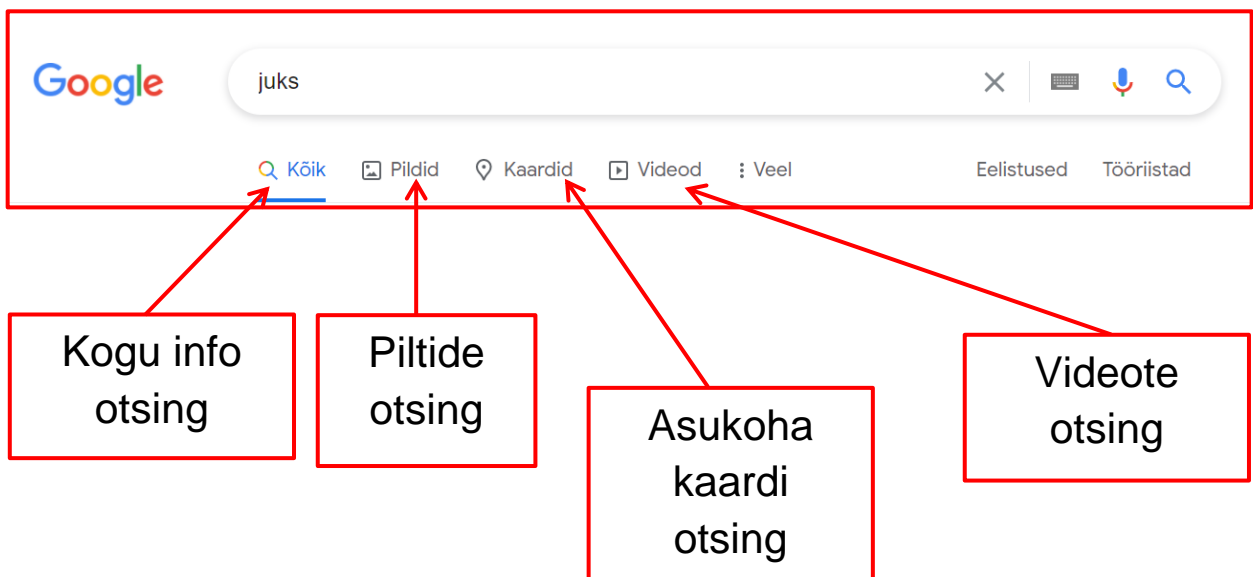 Google juks
Kõik Pildid Kaardid Videod Veel Eelistused Tööriistad
Kogu info
otsing
Piltide
otsing
Asukoha
kaardi
otsing
Videote
otsing